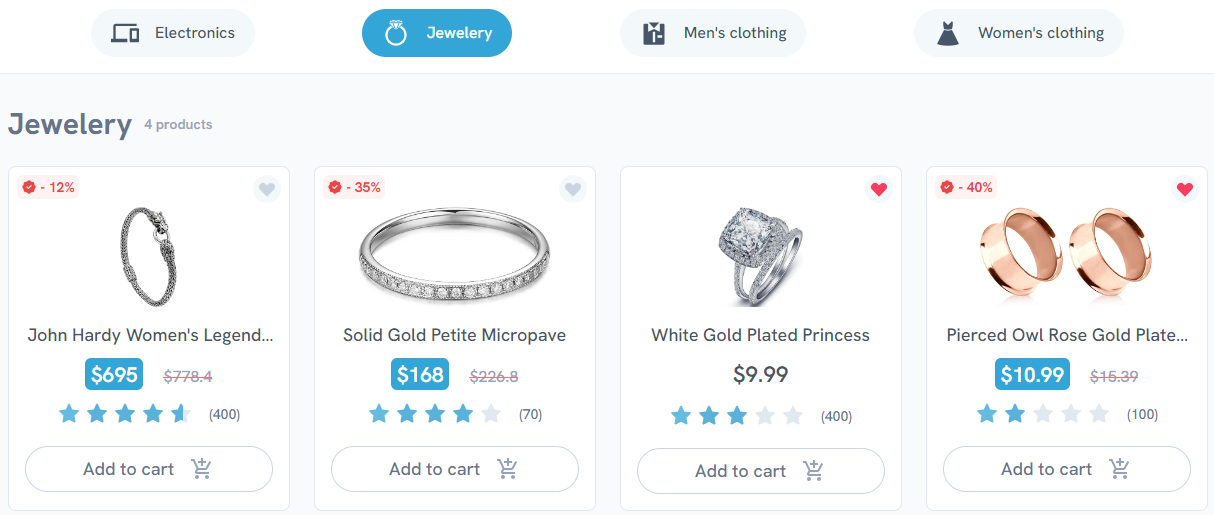 Electronics
Jewelery
Men's clothing
Women's clothing
Jewelery 4 products
- 12%
John Hardy Women's Legend...
$695 $778.4
(400)
Add to cart
- 35%
Solid Gold Petite Micropave
$168 $226.8
(70)
Add to cart
White Gold Plated Princess
$9.99
(400)
Add to cart
- 40%
Pierced Owl Rose Gold Plate...
$10.99 $15.39
(100)
Add to cart